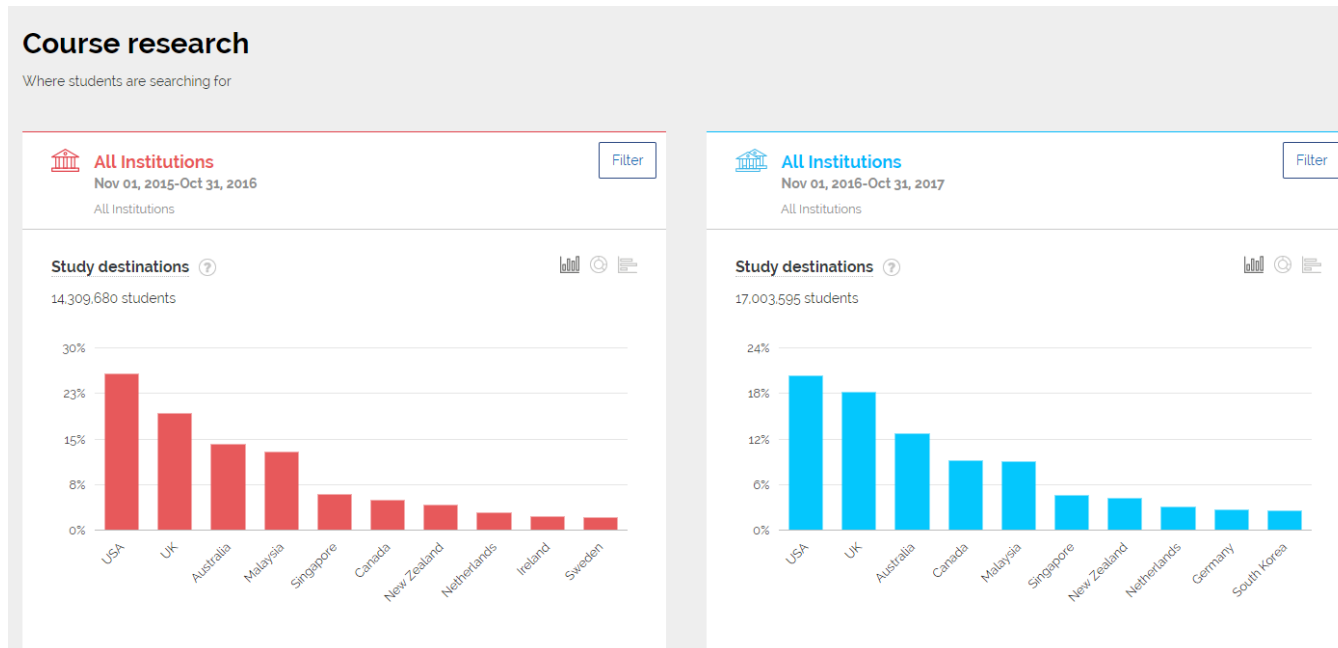 Course research
Where students are searching for
All Institutions
Filter
Nov 01, 2015-Oct 31, 2016
All Institutions
Study destinations ?
14,309,680 students
30%
23%
15%
8%
0%
USA
UK
Australia
Malaysia
Singapore
Canada
New Zealand
Netherlands
Ireland
Sweden
All Institutions
Filter
Nov 01, 2016-Oct 31, 2017
All Institutions
Study destinations ?
17,003,595 students
24%
18%
12%
6%
0%
USA
UK
Australia
Canada
Malaysia
Singapore
New Zealand
Netherlands
Germany
South Korea